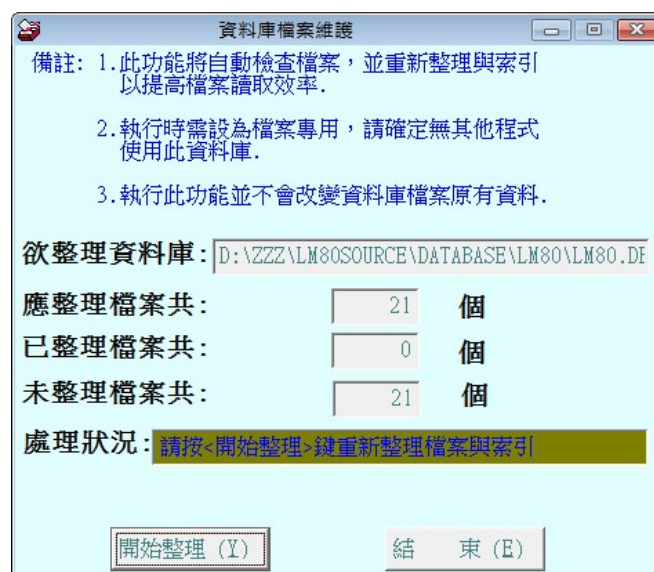 資料庫檔案維護
備註: 1.此功能將自動檢查檔案，並重新整理與索引
以提高檔案讀取效率.
2.執行時需設為檔案專用，請確定無其他程式
使用此資料庫.
3.執行此功能並不會改變資料庫檔案原有資料.
欲整理資料庫: D:\ZZZ\LM80SOURCE\DATABASE\LM80\LM80.DE
應整理檔案共: 21 個
已整理檔案共: 0 個
未整理檔案共: 21 個
處理狀況: 請按<開始整理>鍵重新整理檔案與索引
開始整理 (Y) 結 束 (E)